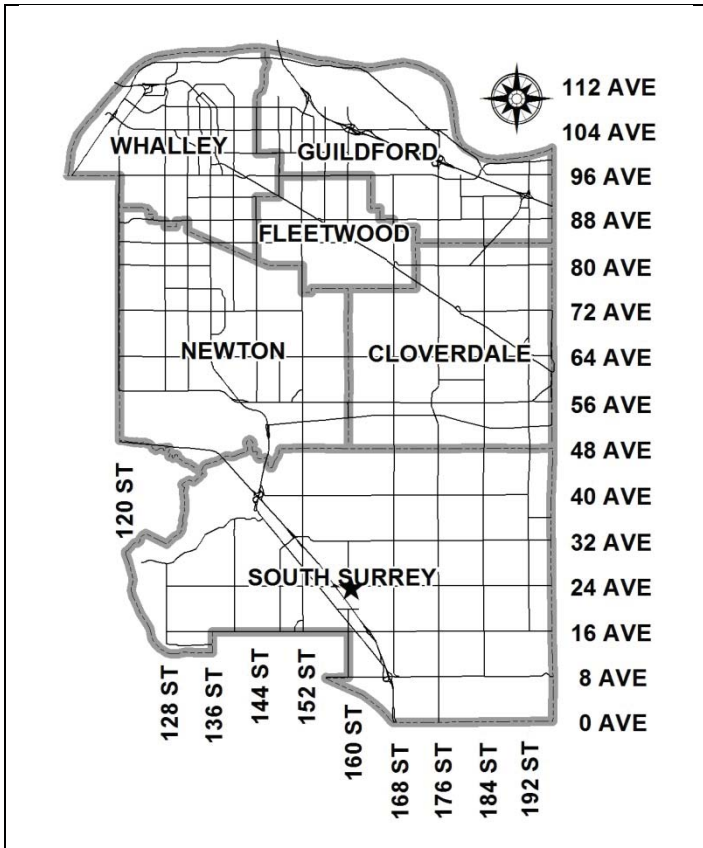 112 AVE
104 AVE
WHALLEY
GUILDFORD
96 AVE
88 AVE
FLEETWOOD
80 AVE
72 AVE
NEWTON
CLOVERDALE
64 AVE
56 AVE
48 AVE
120 ST
40 AVE
32 AVE
SOUTH SURREY
24 AVE
16 AVE
8 AVE
0 AVE
128 ST
136 ST
144 ST
152 ST
160 ST
168 ST
176 ST
184 ST
192 ST